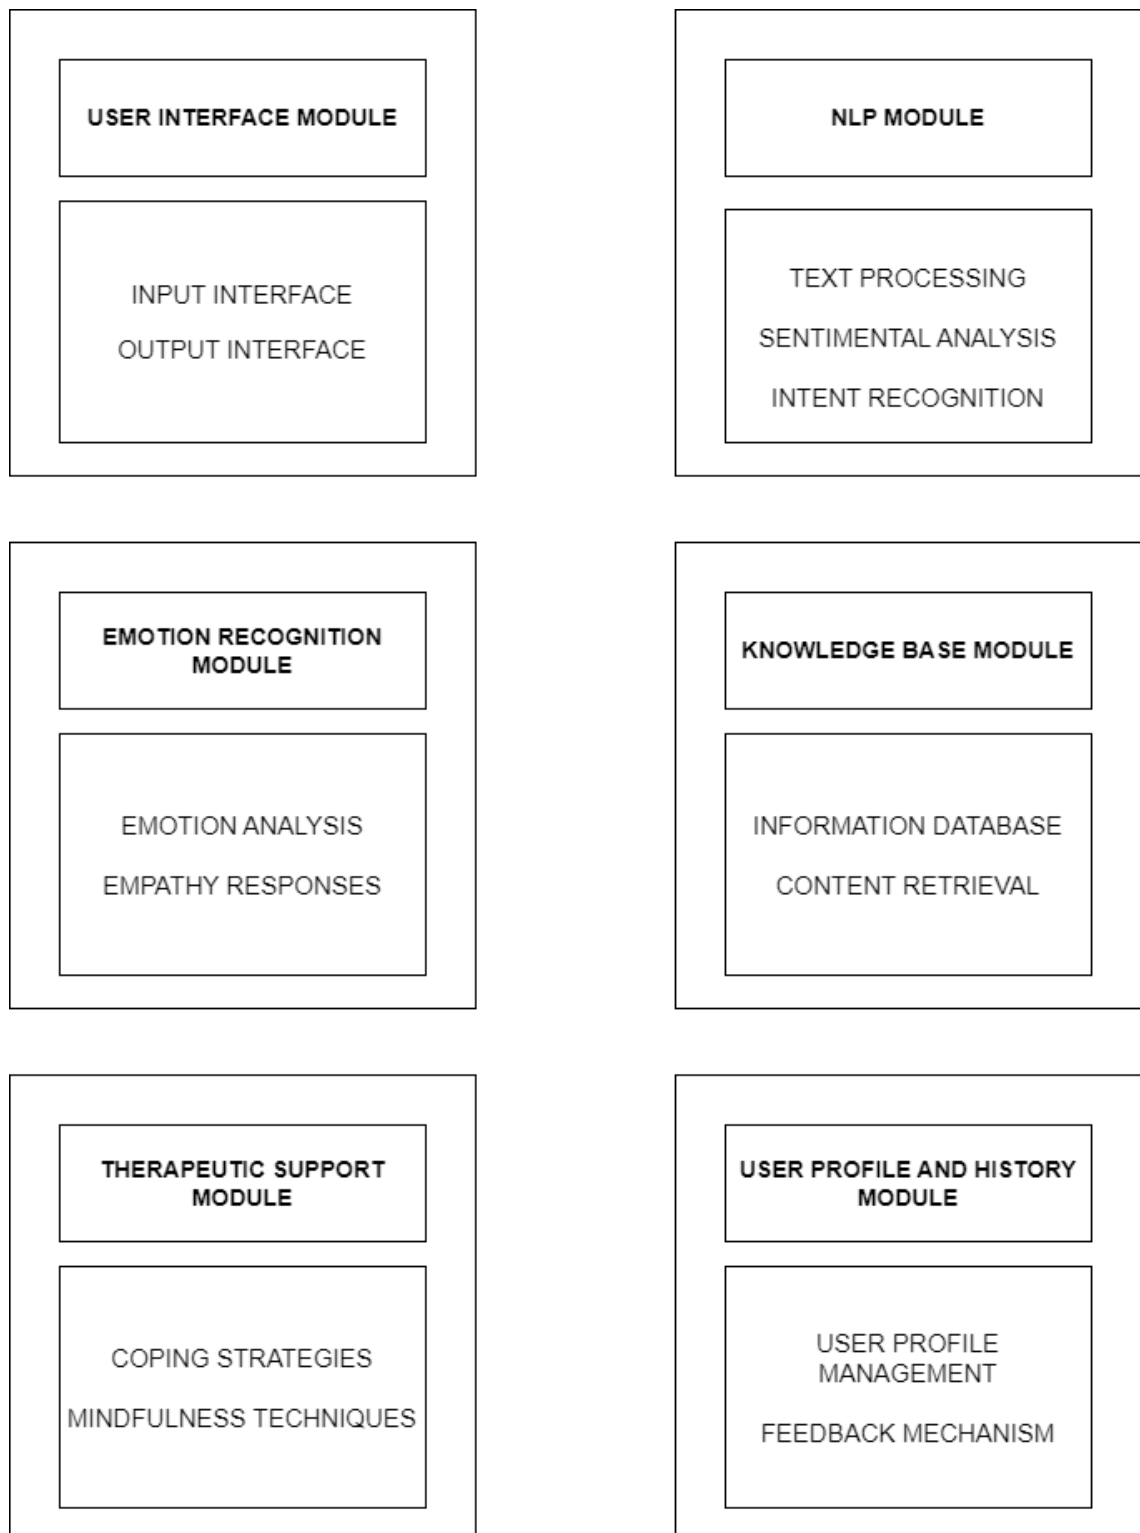 USER INTERFACE MODULE
INPUT INTERFACE
OUTPUT INTERFACE
NLP MODULE
TEXT PROCESSING
SENTIMENTAL ANALYSIS
INTENT RECOGNITION
EMOTION RECOGNITION
MODULE
EMOTION ANALYSIS
EMPATHY RESPONSES
KNOWLEDGE BASE MODULE
INFORMATION DATABASE
CONTENT RETRIEVAL
THERAPEUTIC SUPPORT
MODULE
COPING STRATEGIES
MINDFULNESS TECHNIQUES
USER PROFILE AND HISTORY
MODULE
USER PROFILE
MANAGEMENT
FEEDBACK MECHANISM